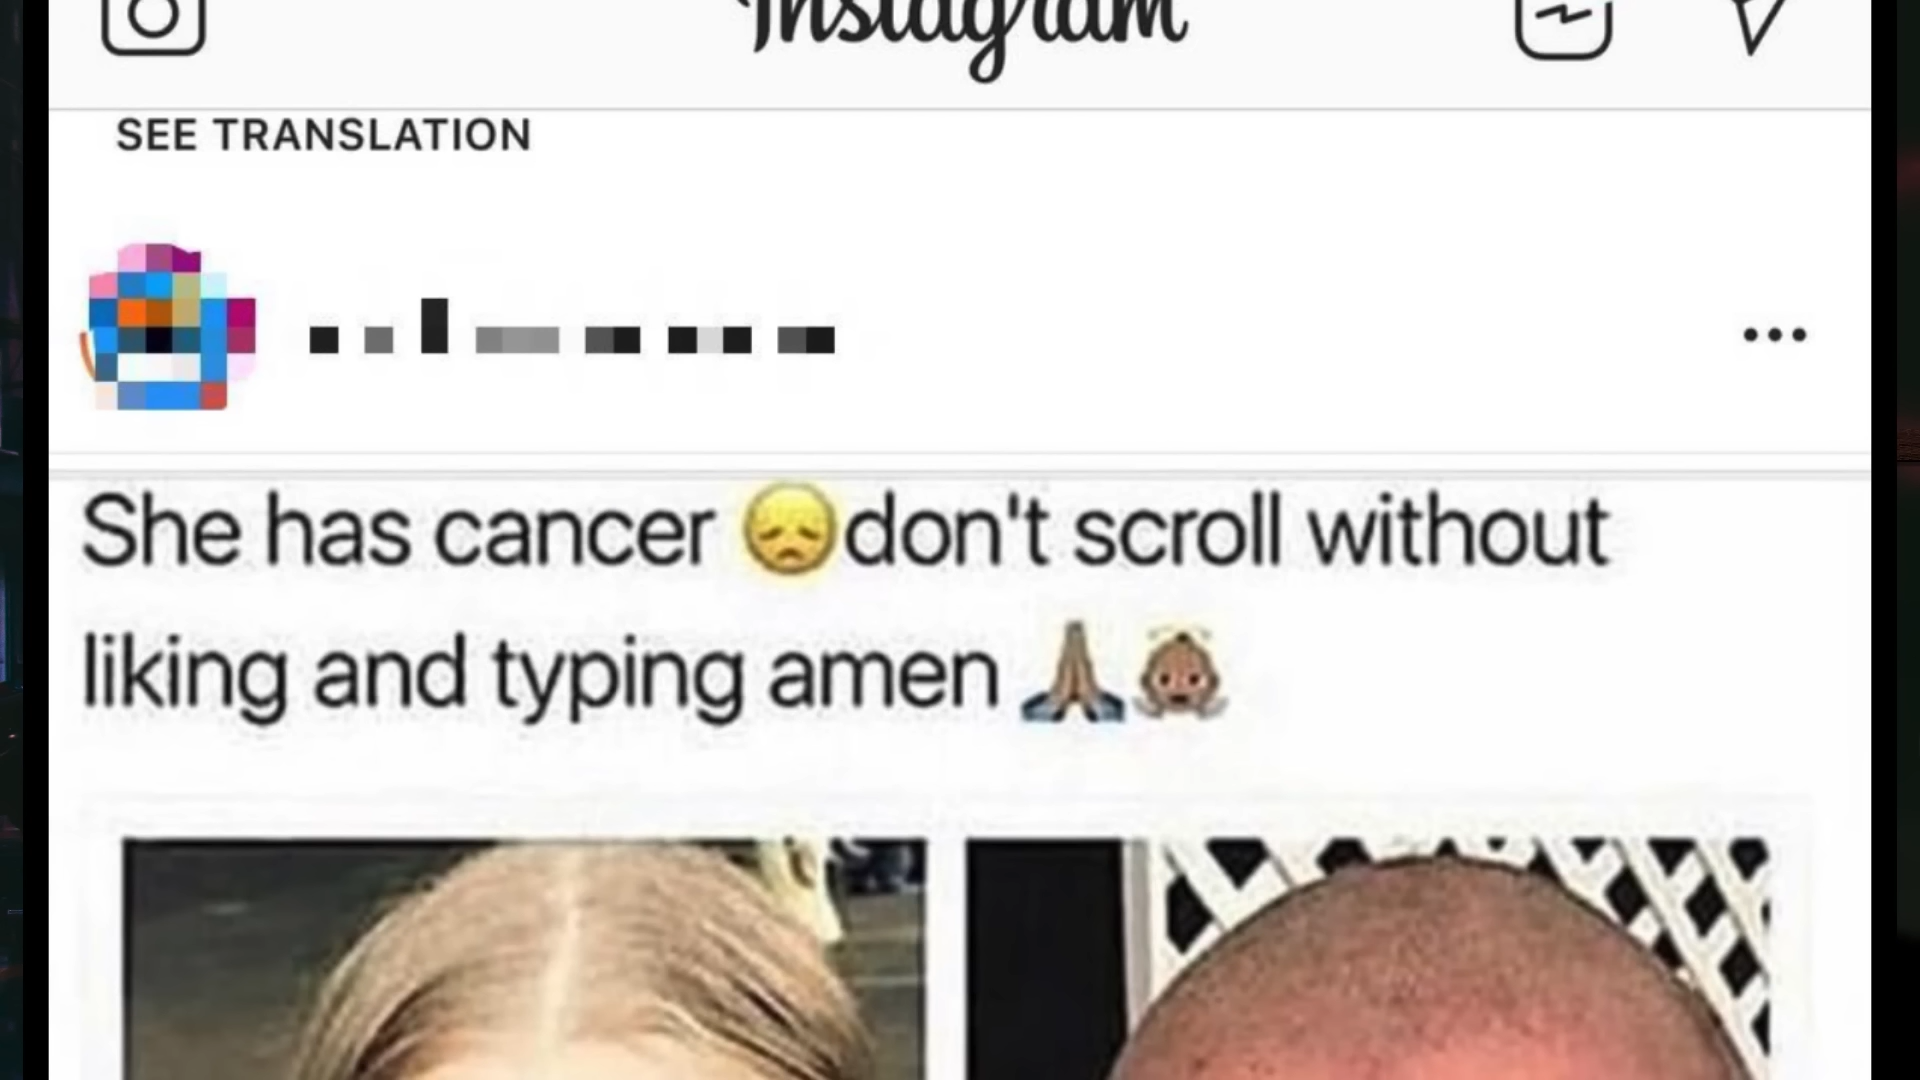 Instagram
SEE TRANSLATION
She has cancer 😞don't scroll without
liking and typing amen 🙏🏽👼🏽